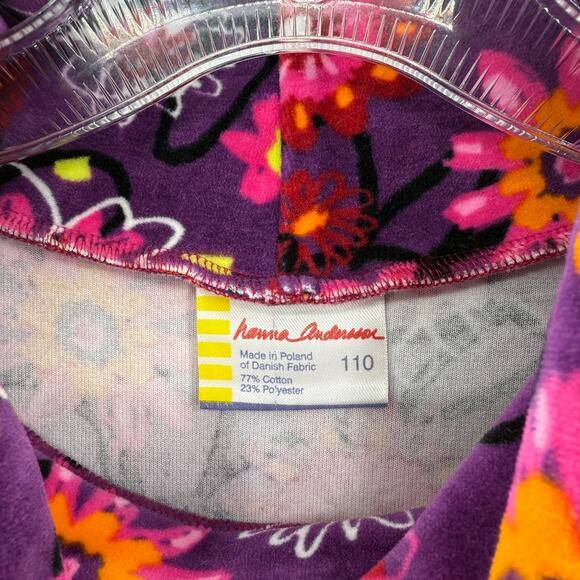 hanna andersson
Made in Poland
of Danish Fabric
110
77% Cotton
23% Polyester